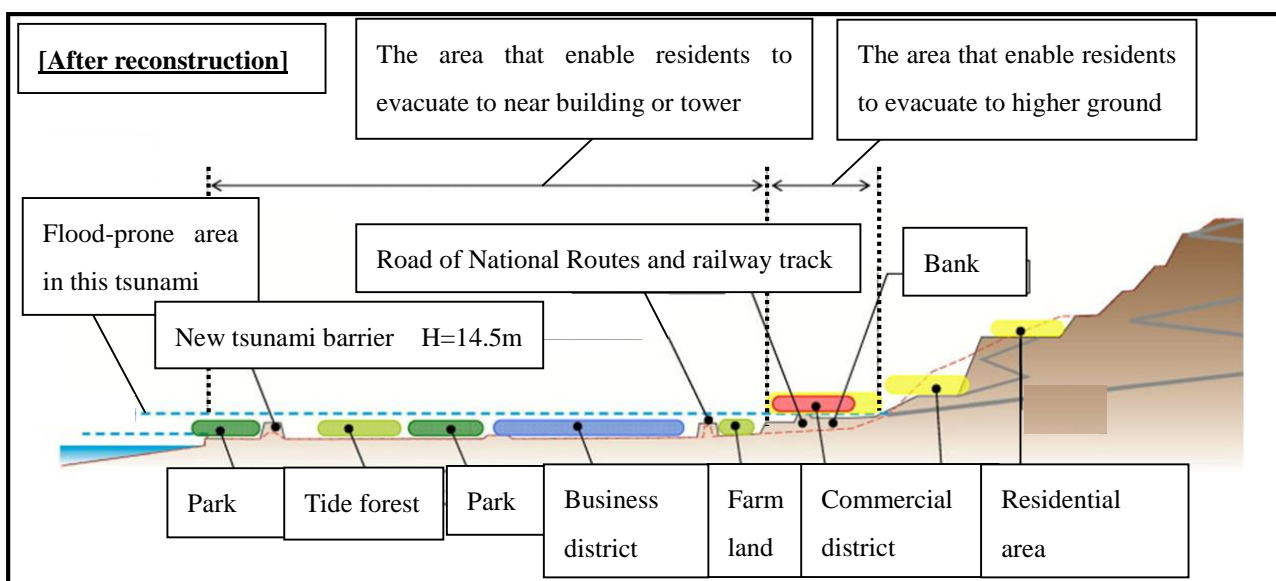 [After reconstruction]
The area that enable residents to
evacuate to near building or tower
The area that enable residents
to evacuate to higher ground
Flood-prone area
in this tsunami
Road of National Routes and railway track
Bank
New tsunami barrier H=14.5m
Park
Tide forest
Park
Business
district
Farm
land
Commercial
district
Residential
area